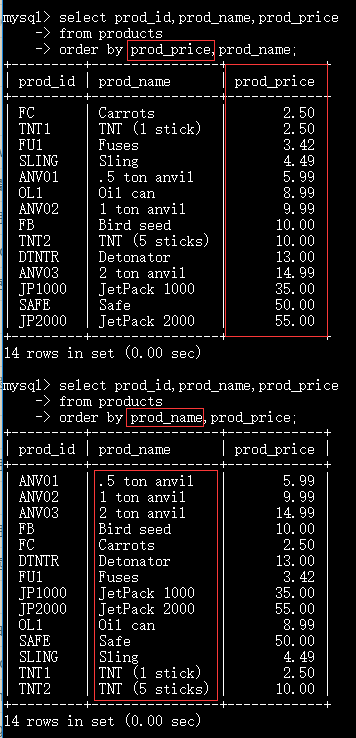 mysql> select prod_id,prod_name,prod_price
-> from products
-> order by prod_price,prod_name;
| prod_id | prod_name | prod_price |
| FC | Carrots | 2.50 |
| TNT1 | TNT (1 stick) | 2.50 |
| FU1 | Fuses | 3.42 |
| SLING | Sling | 4.49 |
| ANV01 | .5 ton anvil | 5.99 |
| OL1 | Oil can | 8.99 |
| ANV02 | 1 ton anvil | 9.99 |
| FB | Bird seed | 10.00 |
| TNT2 | TNT (5 sticks) | 10.00 |
| DTNTR | Detonator | 13.00 |
| ANV03 | 2 ton anvil | 14.99 |
| JP1000 | JetPack 1000 | 35.00 |
| SAFE | Safe | 50.00 |
| JP2000 | JetPack 2000 | 55.00 |
14 rows in set (0.00 sec)
mysql> select prod_id,prod_name,prod_price
-> from products
-> order by prod_name,prod_price;
| prod_id | prod_name | prod_price |
| ANV01 | .5 ton anvil | 5.99 |
| ANV02 | 1 ton anvil | 9.99 |
| ANV03 | 2 ton anvil | 14.99 |
| FB | Bird seed | 10.00 |
| FC | Carrots | 2.50 |
| DTNTR | Detonator | 13.00 |
| FU1 | Fuses | 3.42 |
| JP1000 | JetPack 1000 | 35.00 |
| JP2000 | JetPack 2000 | 55.00 |
| OL1 | Oil can | 8.99 |
| SAFE | Safe | 50.00 |
| SLING | Sling | 4.49 |
| TNT1 | TNT (1 stick) | 2.50 |
| TNT2 | TNT (5 sticks) | 10.00 |
14 rows in set (0.00 sec)